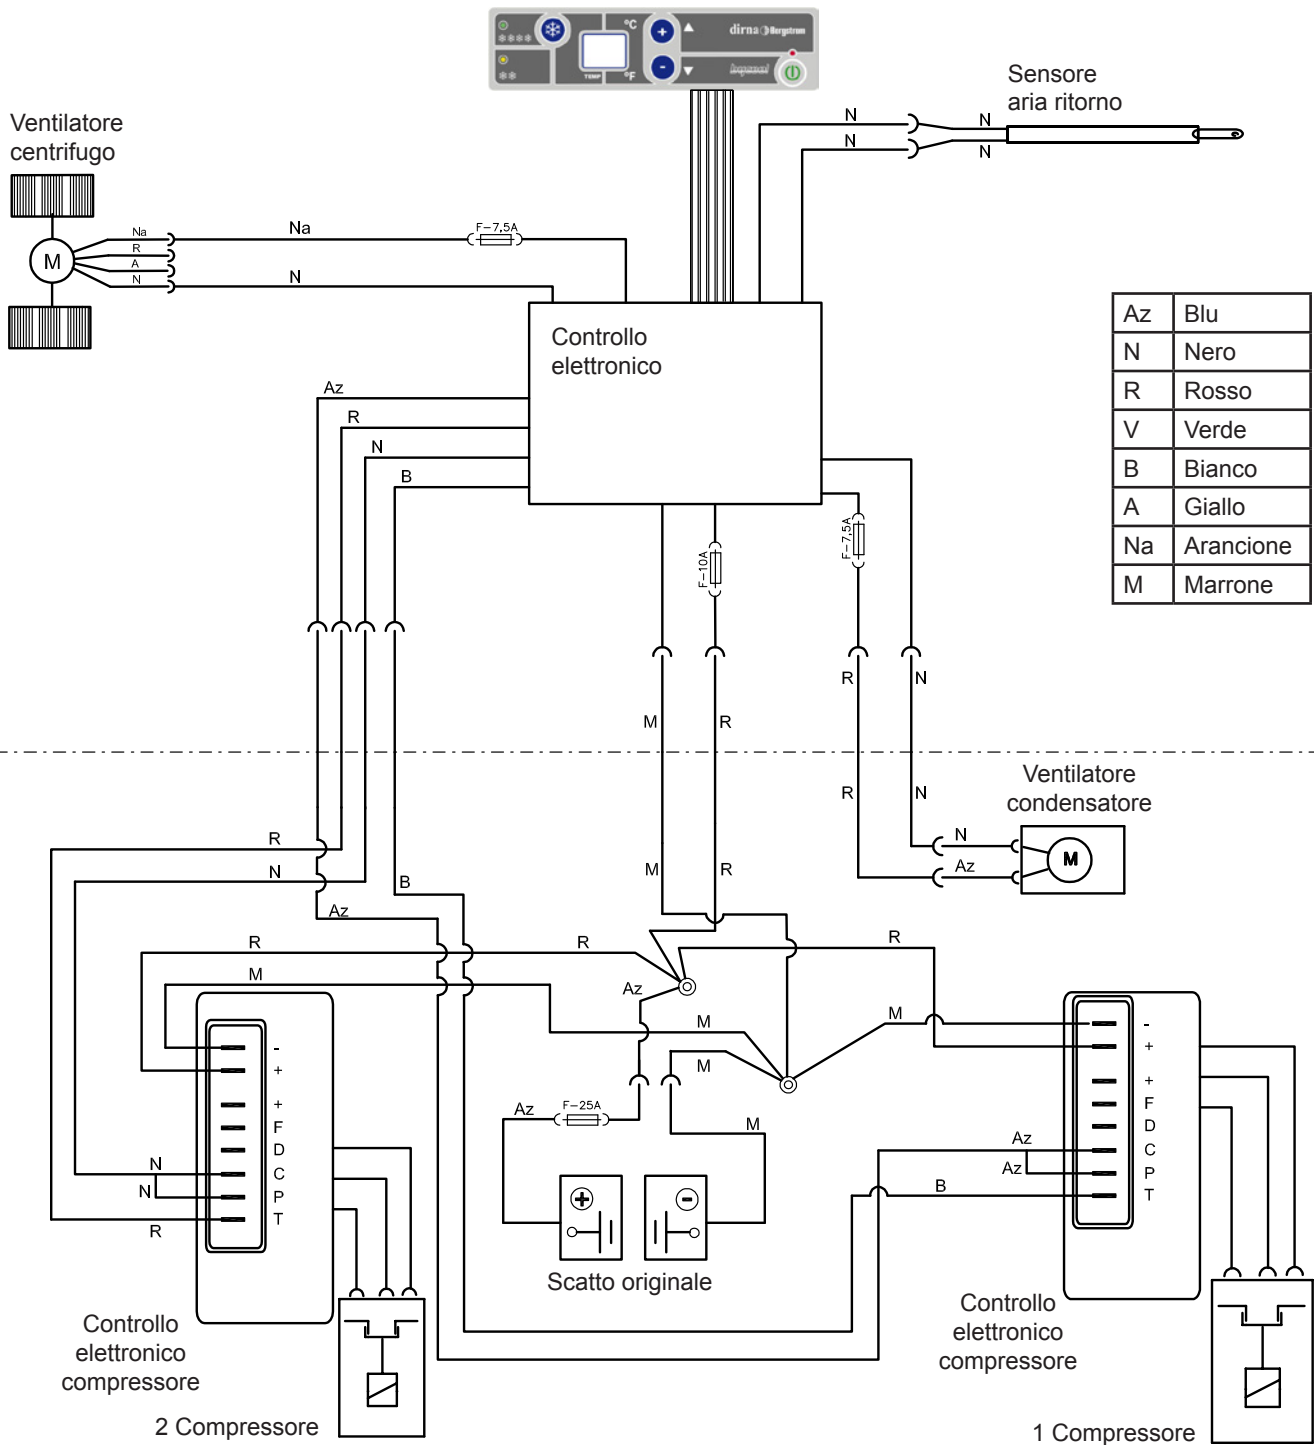 °C
dirna Bergstrom
TEMP
°F
Sensore
aria ritorno
Ventilatore
centrifugo
N
N
N
N
Na
Na
F-7,5A
R
M
A
N
N
Controllo
elettronico
Az Blu
N Nero
R Rosso
V Verde
B Bianco
A Giallo
Na Arancione
M Marrone
Az
R
N
B
F-10A
F-7,5A
R
N
M
R
Ventilatore
condensatore
R
N
R
N
M
R
N
M
Az
B
Az
R
R
R
M
Az
M
M
M
-
+
+
F
D
C
P
T
-
+
+
F
D
C
P
T
Az
F-25A
M
N
N
R
Az
Az
B
+
-
Scatto originale
Controllo
elettronico
compressore
2 Compressore
Controllo
elettronico
compressore
1 Compressore